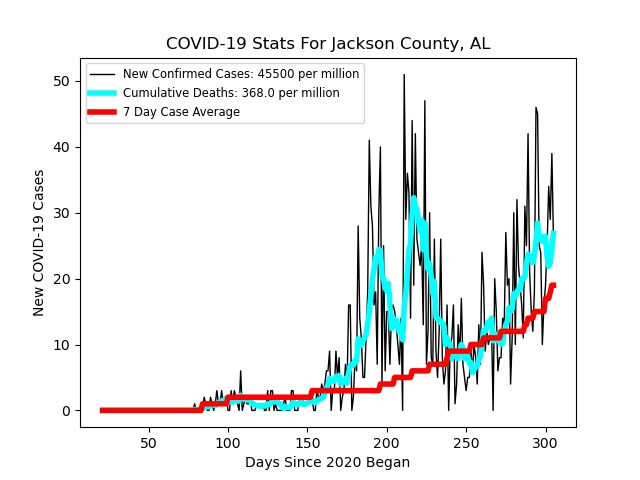 COVID-19 Stats For Jackson County, AL
New Confirmed Cases: 45500 per million
Cumulative Deaths: 368.0 per million
7 Day Case Average
New COVID-19 Cases
50
40
30
20
10
0
50 100 150 200 250 300
Days Since 2020 Began